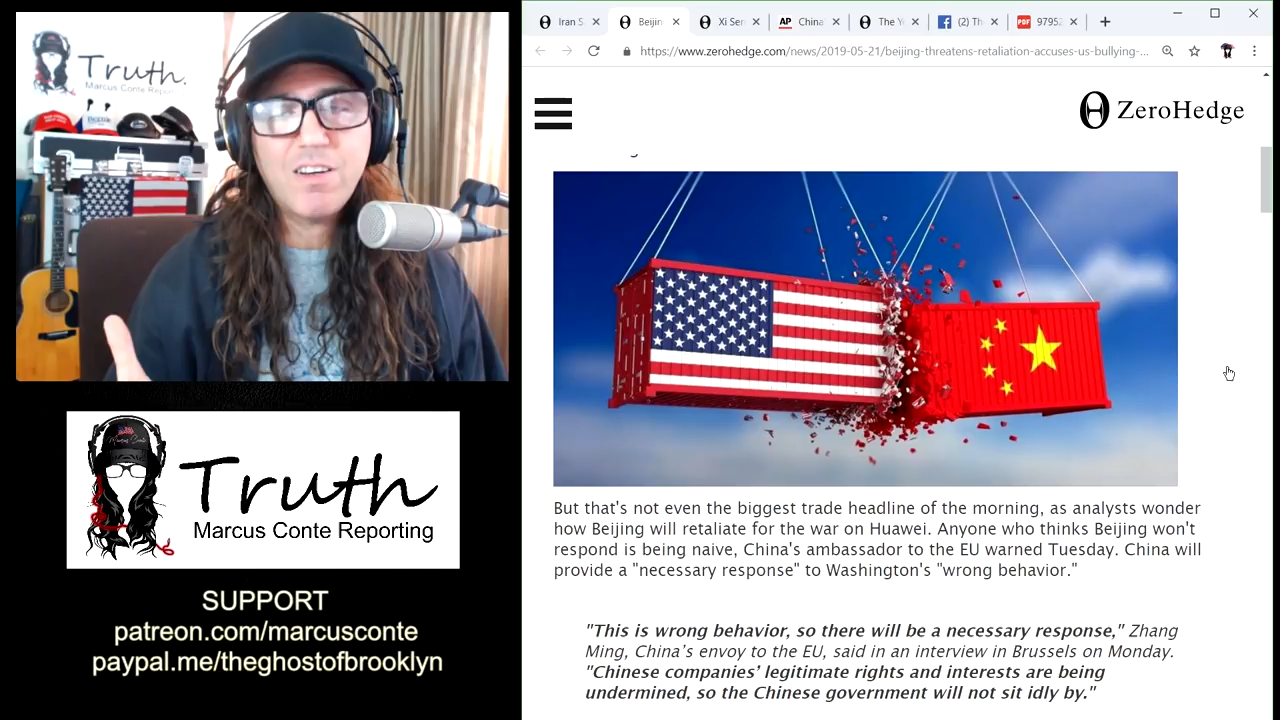 Truth.
Marcus Conte Repor
Iran S
Beijin
Xi Sen
AP
China
The Y
(2) Th
PDF
9795
https://www.zerohedge.com/news/2019-05-21/beijing-threatens-retaliation-accuses-us-bullying-...
ZeroHedge
But that's not even the biggest trade headline of the morning, as analysts wonder
how Beijing will retaliate for the war on Huawei. Anyone who thinks Beijing won't
respond is being naive, China's ambassador to the EU warned Tuesday. China will
provide a "necessary response" to Washington's "wrong behavior."
"This is wrong behavior, so there will be a necessary response," Zhang
Ming, China's envoy to the EU, said in an interview in Brussels on Monday.
"Chinese companies’ legitimate rights and interests are being
undermined, so the Chinese government will not sit idly by."
Marcus Conte
Truth
Marcus Conte Reporting
SUPPORT
patreon.com/marcusconte
paypal.me/theghostofbrooklyn